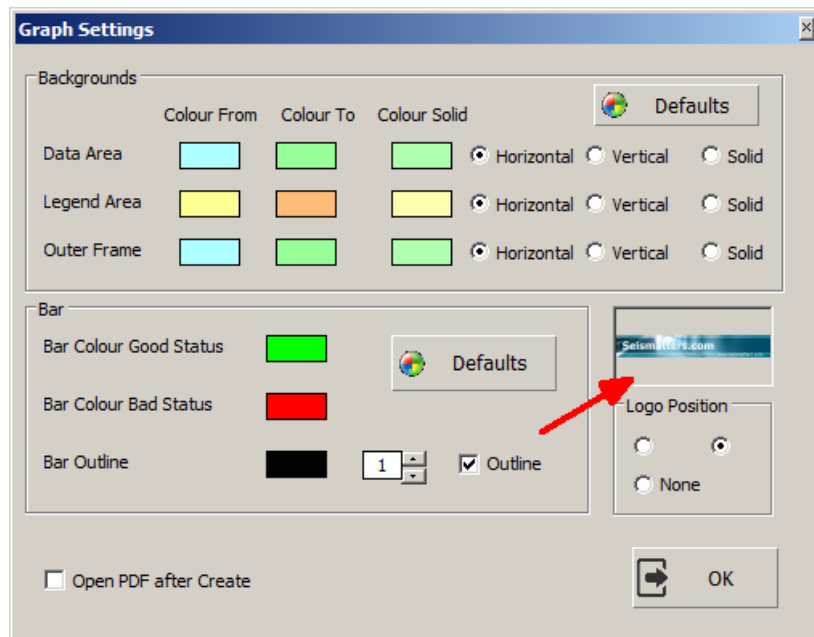 Graph Settings
Backgrounds
Defaults
Colour From Colour To Colour Solid
Data Area Horizontal Vertical Solid
Legend Area Horizontal Vertical Solid
Outer Frame Horizontal Vertical Solid
Bar
Bar Colour Good Status
Defaults
Bar Colour Bad Status
Bar Outline 1 Outline
Seismatters.com
Logo Position
None
Open PDF after Create
OK